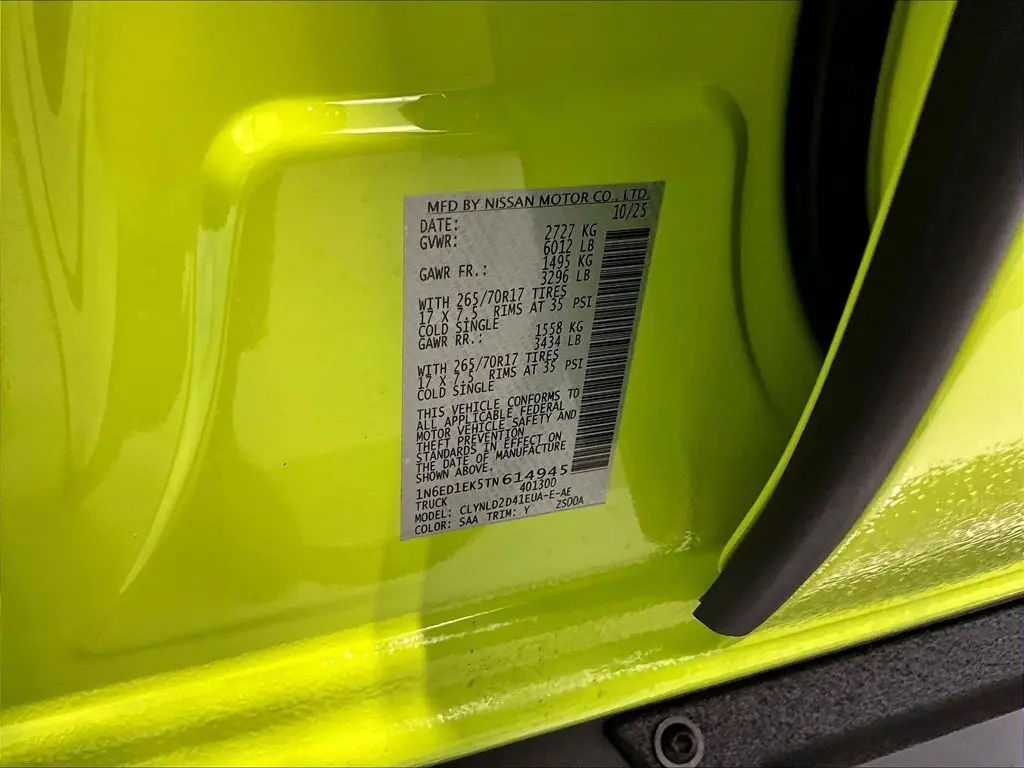 MFD BY NISSAN MOTOR CO., LTD.
DATE: 10/25
GVWR: 2727 KG
6012 LB
GAWR FR.: 1495 KG
3296 LB
WITH 265/70R17 TIRES
17 X 7.5 RIMS AT 35 PSI
COLD SINGLE
GAWR RR.: 1558 KG
3434 LB
WITH 265/70R17 TIRES
17 X 7.5 RIMS AT 35 PSI
COLD SINGLE
THIS VEHICLE CONFORMS TO
ALL APPLICABLE FEDERAL
MOTOR VEHICLE SAFETY AND
THEFT PREVENTION
STANDARDS IN EFFECT ON
THE DATE OF MANUFACTURE
SHOWN ABOVE.
1N6ED1EK5TN614945
TRUCK 401300
MODEL: CLYNLD2D41EUA-E-AE
COLOR: SAA TRIM: Y ZSOOA